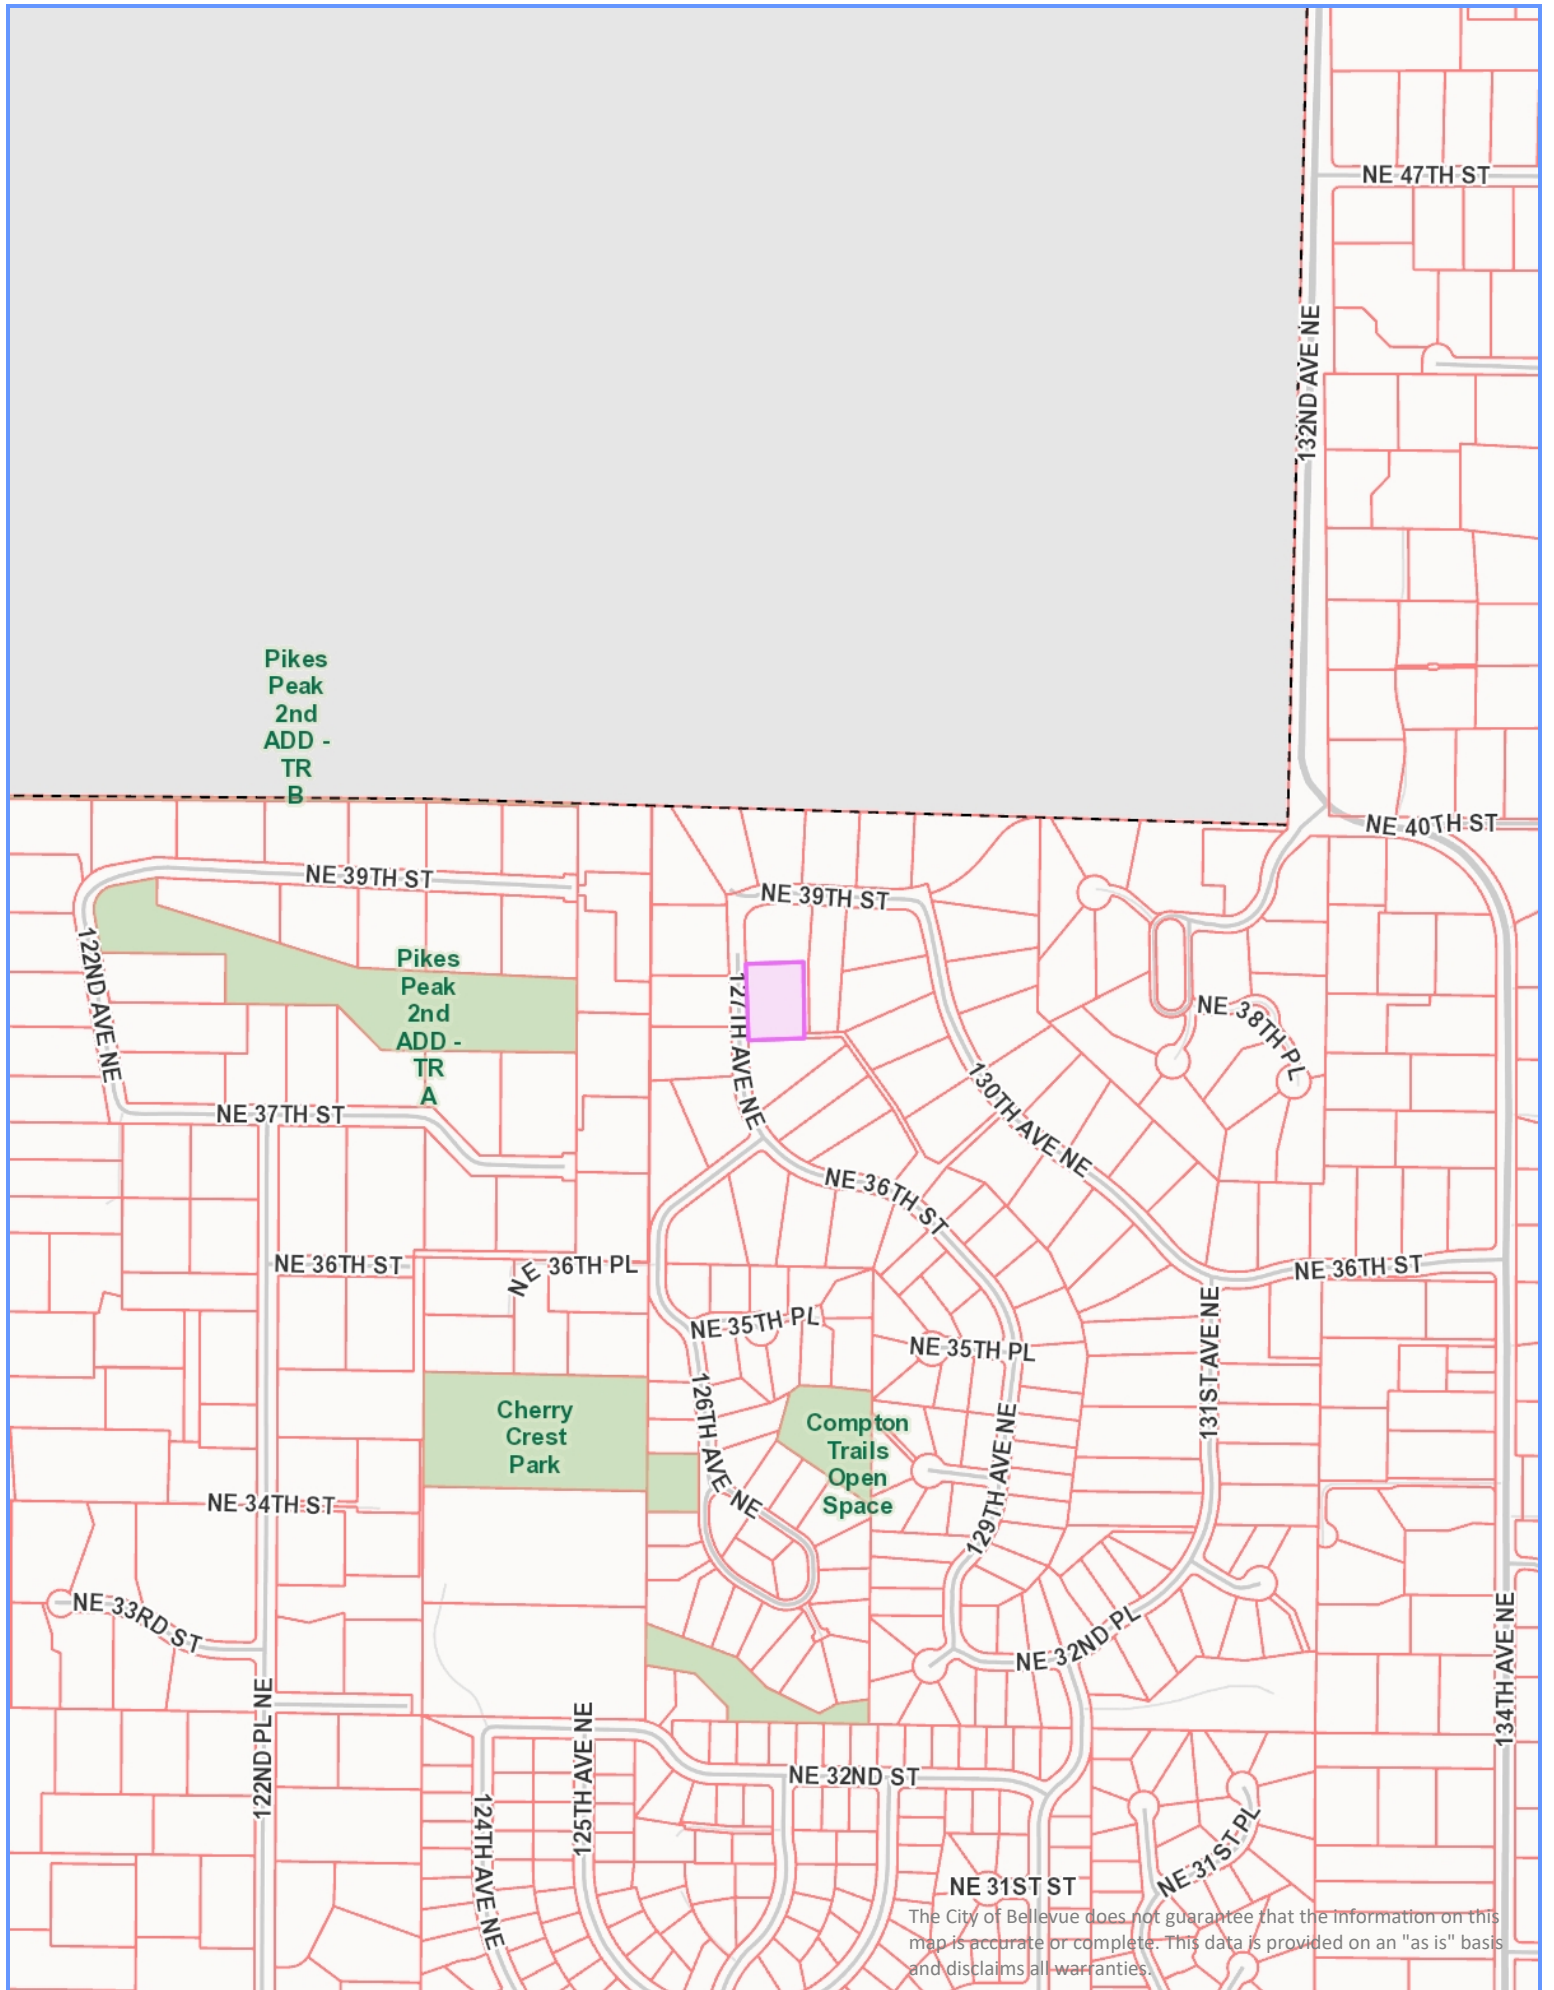 NE 47TH ST
132ND AVE NE
Pikes
Peak
2nd
ADD -
TR
B
NE 40TH ST
NE 39TH ST
NE 39TH ST
122ND AVE NE
Pikes
Peak
2nd
ADD -
TR
A
127TH AVE NE
NE 38TH PL
130TH AVE NE
NE 37TH ST
NE 36TH ST
NE 36TH ST
NE 36TH PL
NE 36TH ST
NE 35TH PL
NE 35TH PL
131ST AVE NE
Cherry
Crest
Park
126TH AVE NE
Compton
Trails
Open
Space
129TH AVE NE
NE 34TH ST
NE 33RD ST
NE 32ND PL
134TH AVE NE
122ND PL NE
125TH AVE NE
NE 32ND ST
124TH AVE NE
NE 31ST PL
NE 31ST ST
The City of Bellevue does not guarantee that the information on this
map is accurate or complete. This data is provided on an "as is" basis
and disclaims all warranties.